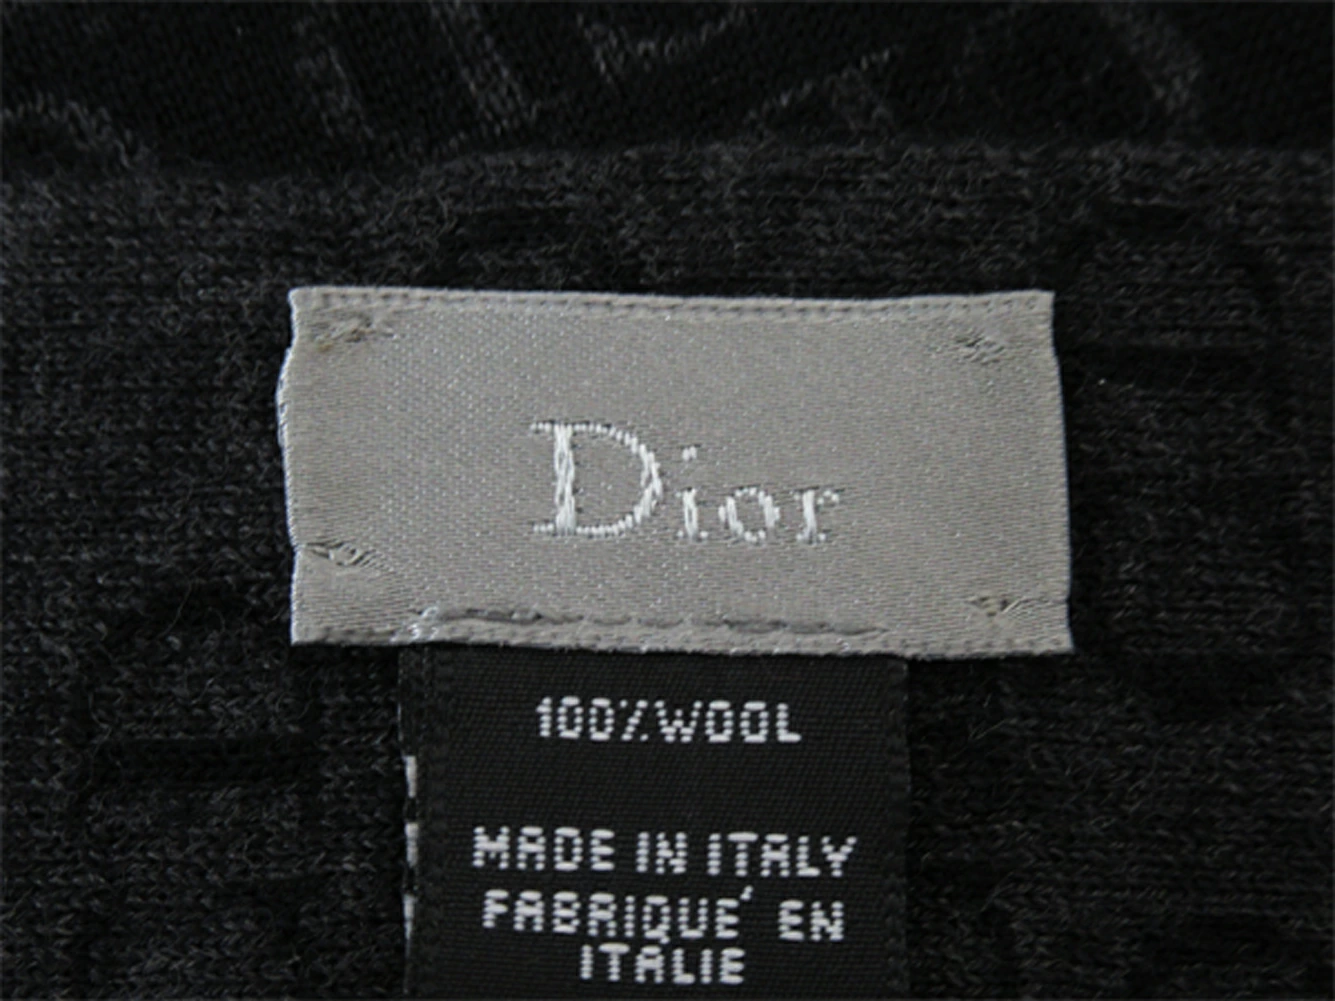 Dior
100%WOOL
MADE IN ITALY
FABRIQUE' EN
ITALIE